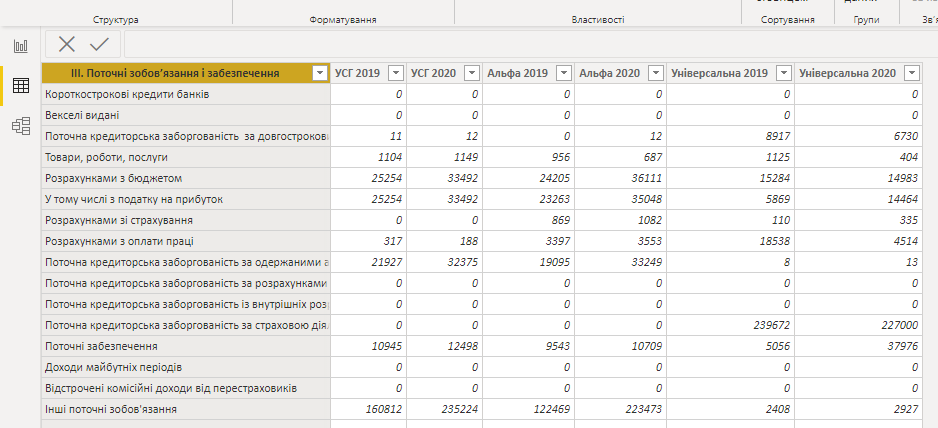 Структура Форматування Властивості Сортування Групи
III. Поточні зобов'язання і забезпечення УСГ 2019 УСГ 2020 Альфа 2019 Альфа 2020 Універсальна 2019 Універсальна 2020
Короткострокові кредити банків 0 0 0 0 0 0
Векселі видані 0 0 0 0 0 0
Поточна кредиторська заборгованість за 11 12 0 12 8917 6730
Товари, роботи, послуги 1104 1149 956 687 1125 404
Розрахунками з бюджетом 25254 33492 24205 36111 15284 14983
У тому числі з податку на прибуток 25254 33492 23263 35048 5869 14464
Розрахунками зі страхування 0 0 869 1082 110 335
Розрахунками з оплати праці 317 188 3397 3553 18538 4514
Поточна кредиторська заборгованість за одержаними 21927 32375 19095 33249 8 13
Поточна кредиторська заборгованість за розрахунками 0 0 0 0 0 0
Поточна кредиторська заборгованість із внутрішніх 0 0 0 0 0 0
Поточна кредиторська заборгованість за страховою 0 0 0 0 239672 227000
Поточні забезпечення 10945 12498 9543 10709 5056 37976
Доходи майбутніх періодів 0 0 0 0 0 0
Відстрочені комісійні доходи від перестраховиків 0 0 0 0 0 0
Інші поточні зобов'язання 160812 235224 122469 223473 2408 2927